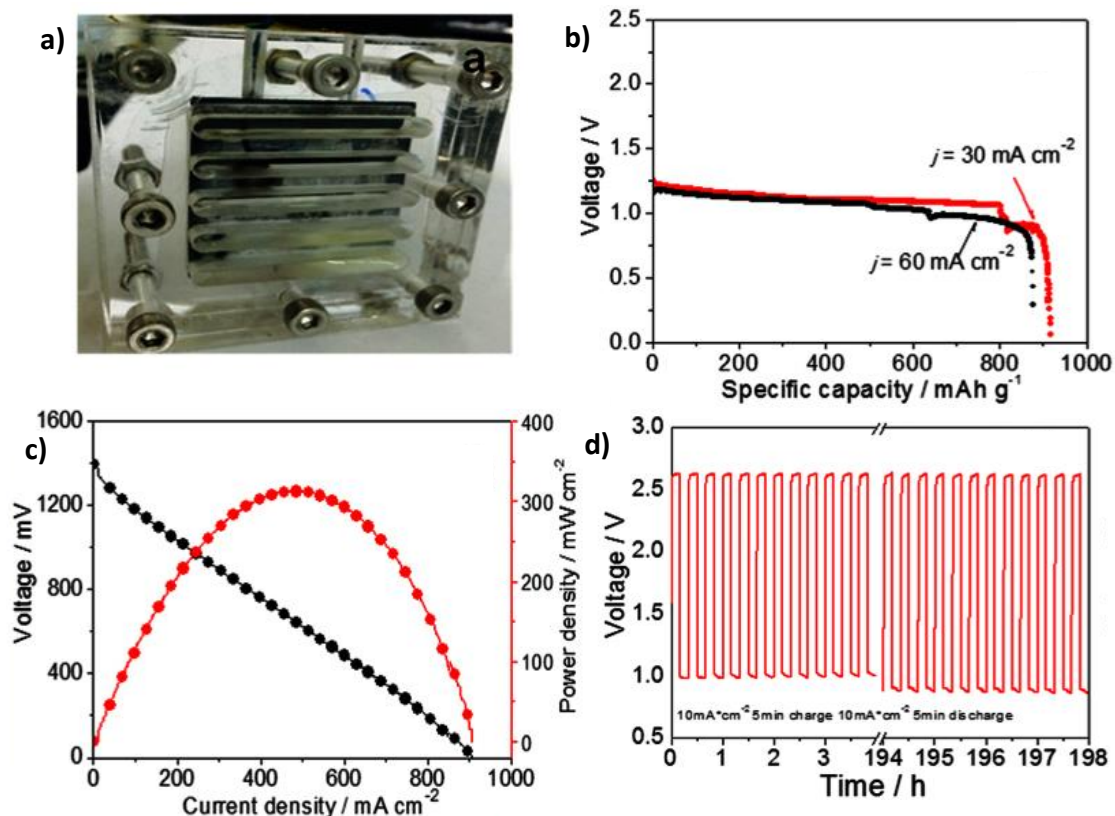 a)
a
b)
2.5
2.0
1.5
1.0
0.5
0.0
Voltage / V
j = 30 mA cm-2
j = 60 mA cm-2
0 200 400 600 800 1000
Specific capacity / mAh g-1
c)
1600
1200
800
400
0
Voltage / mV
400
300
200
100
0
Power density / mW cm-2
0 200 400 600 800 1000
Current density / mA cm-2
d)
3.0
2.5
2.0
1.5
1.0
0.5
Voltage / V
10mA*cm-2 5min charge 10mA*cm-2 5min discharge
0 1 2 3 194 195 196 197 198
Time / h